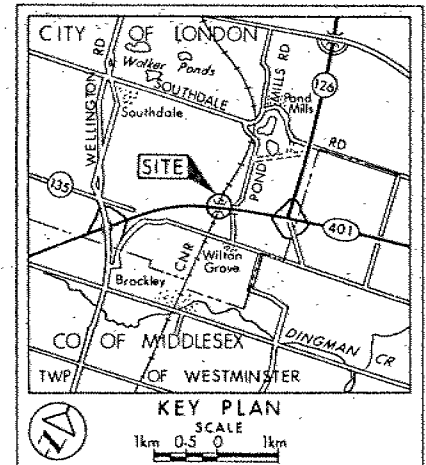 CITY OF LONDON
WELLINGTON RD
Walker Ponds
SOUTHDALE RD
Southdale
POND MILLS RD
Pond Mills
126
135
SITE
401
CNR
Wilton Grove
Brockley
DINGMAN CR
CO OF MIDDLESEX
TWP OF WESTMINSTER
KEY PLAN
SCALE
1km 0·5 0 1km